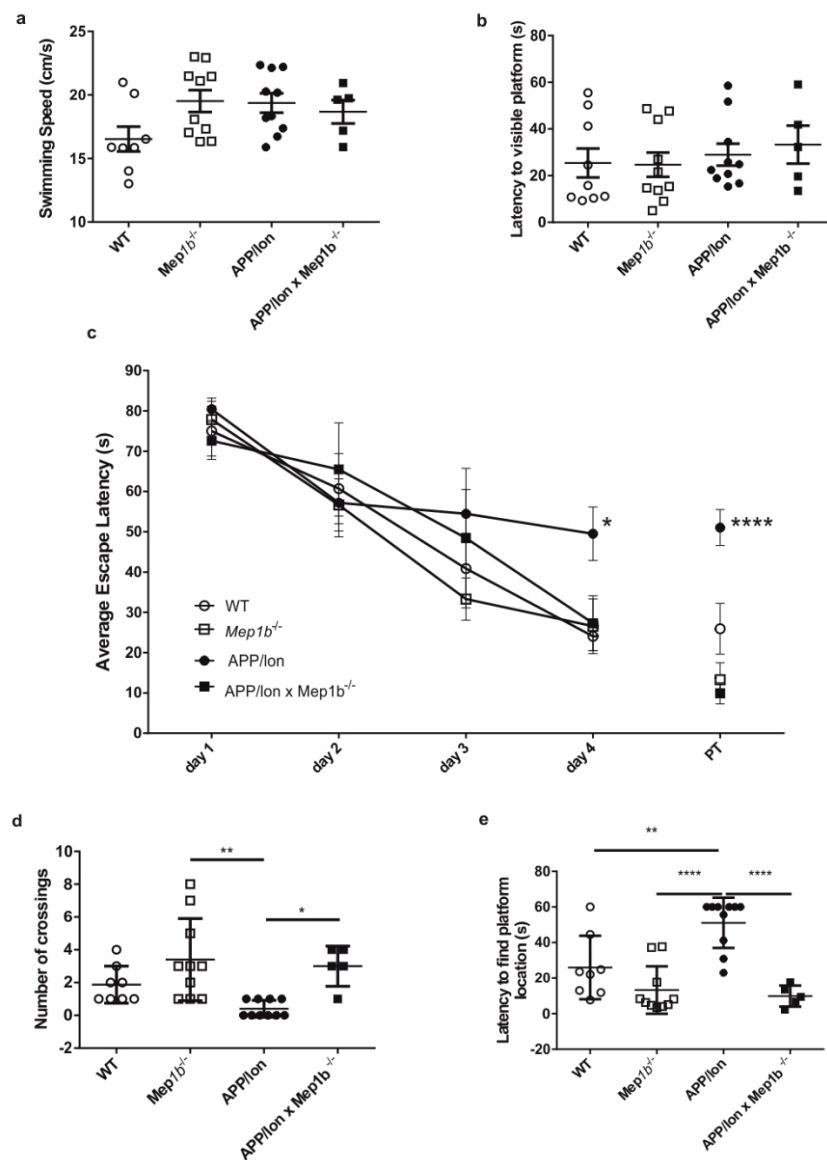 a
Swimming Speed (cm/s)
25
20
15
10
WT
Mep1b-/-
APP/lon
APP/lon x Mep1b-/-
b
Latency to visible platform (s)
80
60
40
20
0
WT
Mep1b-/-
APP/lon
APP/lon x Mep1b-/-
c
Average Escape Latency (s)
90
80
70
60
50
40
30
20
10
0
*
****
WT
Mep1b-/-
APP/lon
APP/lon x Mep1b-/-
day 1
day 2
day 3
day 4
PT
d
Number of crossings
10
8
6
4
2
0
-2
**
*
WT
Mep1b-/-
APP/lon
APP/lon x Mep1b-/-
e
Latency to find platform
location (s)
80
60
40
20
0
-20
**
****
****
WT
Mep1b-/-
APP/lon
APP/lon x Mep1b-/-